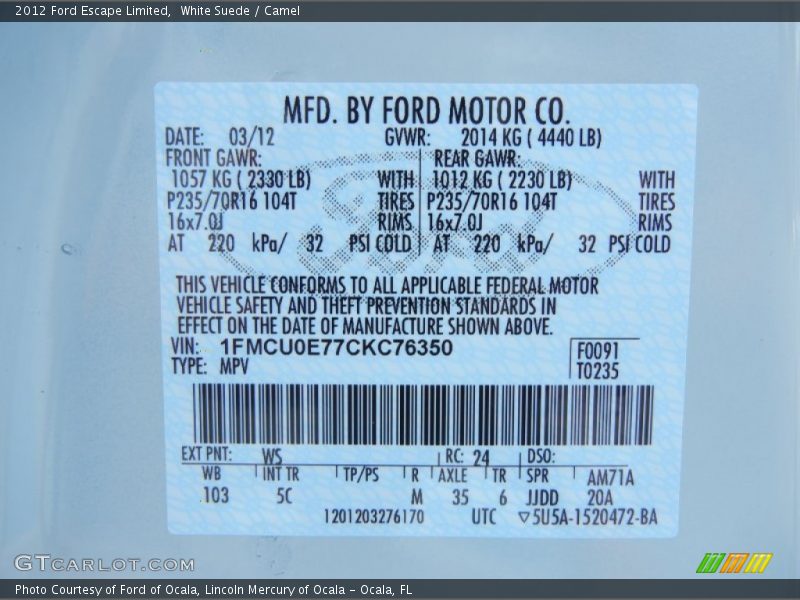 2012 Ford Escape Limited,  White Suede / Camel
MFD. BY FORD MOTOR CO.
DATE: 03/12 GVWR: 2014 KG ( 4440 LB)
FRONT GAWR: REAR GAWR:
1057 KG ( 2330 LB) WITH 1012 KG ( 2230 LB) WITH
P235/70R16 104T TIRES P235/70R16 104T TIRES
16x7.0J RIMS 16x7.0J RIMS
AT 220 kPa/ 32 PSI COLD AT 220 kPa/ 32 PSI COLD
THIS VEHICLE CONFORMS TO ALL APPLICABLE FEDERAL MOTOR
VEHICLE SAFETY AND THEFT PREVENTION STANDARDS IN
EFFECT ON THE DATE OF MANUFACTURE SHOWN ABOVE.
VIN: 1FMCU0E77CKC76350 F0091
TYPE: MPV T0235
EXT PNT: WS RC: 24 DSO:
WB INT TR TP/PS R AXLE TR SPR AM71A
103 5C M 35 6 JJDD 20A
1201203276170 UTC ▽5U5A-1520472-BA
GTCARLOT.COM
Photo Courtesy of Ford of Ocala, Lincoln Mercury of Ocala - Ocala, FL